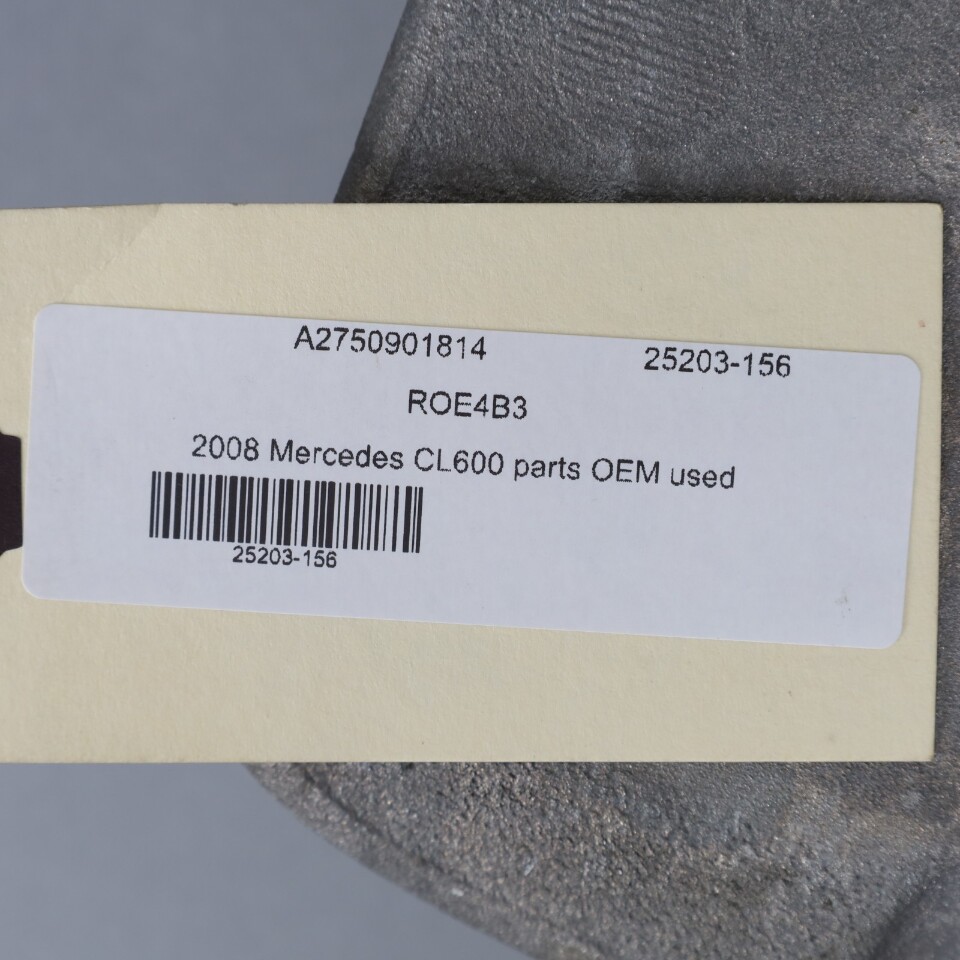 A2750901814 25203-156
ROE4B3
2008 Mercedes CL600 parts OEM used
25203-156